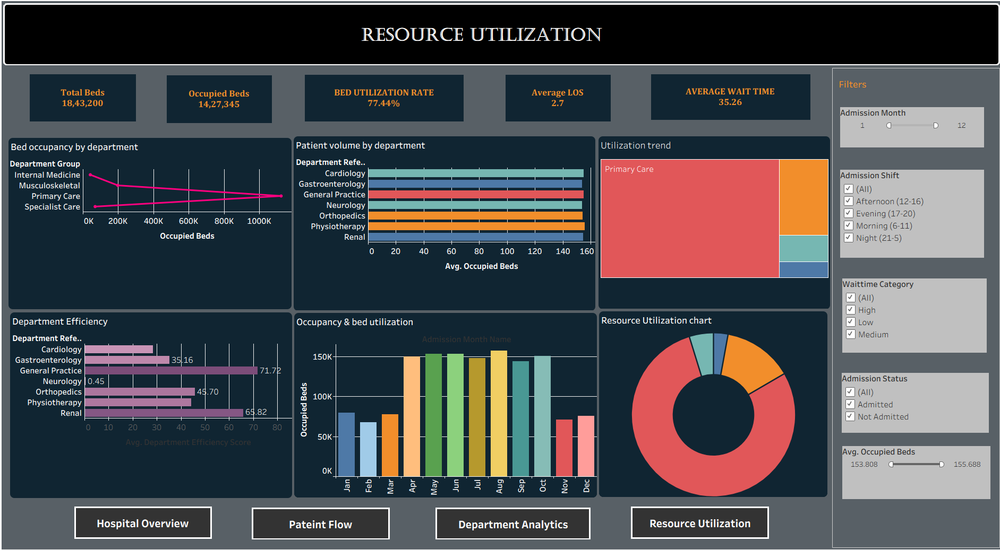 RESOURCE UTILIZATION
Total Beds
18,43,200
Occupied Beds
14,27,345
BED UTILIZATION RATE
77.44%
Average LOS
2.7
AVERAGE WAIT TIME
35.26
Bed occupancy by department
Department Group
Internal Medicine
Musculoskeletal
Primary Care
Specialist Care
0K 200K 400K 600K 800K 1000K
Occupied Beds
Patient volume by department
Department Refe..
Cardiology
Gastroenterology
General Practice
Neurology
Orthopedics
Physiotherapy
Renal
0 20 40 60 80 100 120 140 160
Avg. Occupied Beds
Utilization trend
Primary Care
Department Efficiency
Department Refe..
Cardiology
Gastroenterology 35.16
General Practice 71.72
Neurology 0.45
Orthopedics 45.70
Physiotherapy
Renal 65.82
0 10 20 30 40 50 60 70 80
Avg. Department Efficiency Score
Occupancy & bed utilization
Admission Month Name
150K
100K
50K
0K
Occupied Beds
Jan Feb Mar Apr May Jun Jul Aug Sep Oct Nov Dec
Resource Utilization chart
Filters
Admission Month
1 12
Admission Shift
(All)
Afternoon (12-16)
Evening (17-20)
Morning (6-11)
Night (21-5)
Waittime Category
(All)
High
Low
Medium
Admission Status
(All)
Admitted
Not Admitted
Avg. Occupied Beds
153.808 155.688
Hospital Overview
Pateint Flow
Department Analytics
Resource Utilization